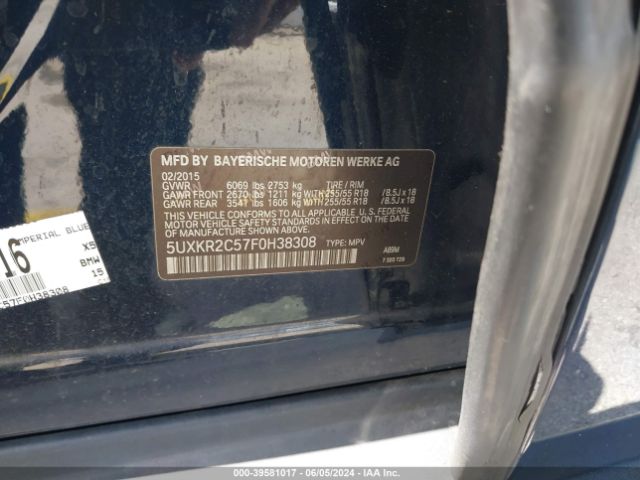 MFD BY BAYERISCHE MOTOREN WERKE AG
02/2015
GVWR 6069 lbs 2753 kg TIRE / RIM
GAWR FRONT 2670 lbs 1211 kg WITH 255/55 R18 /8.5J x 18
GAWR REAR 3541 lbs 1606 kg WITH 255/55 R18 /8.5J x 18
THIS VEHICLE CONFORMS TO ALL APPLICABLE U.S. FEDERAL
MOTOR VEHICLE SAFETY STANDARDS IN EFFECT ON THE
DATE OF MANUFACTURE SHOWN ABOVE.
5UXKR2C57F0H38308 TYPE: MPV
A89M
IMPERIAL BLUE
16
X5
BMW
15
C57F0H38308
000-39581017 - 06/05/2024 - IAA Inc.